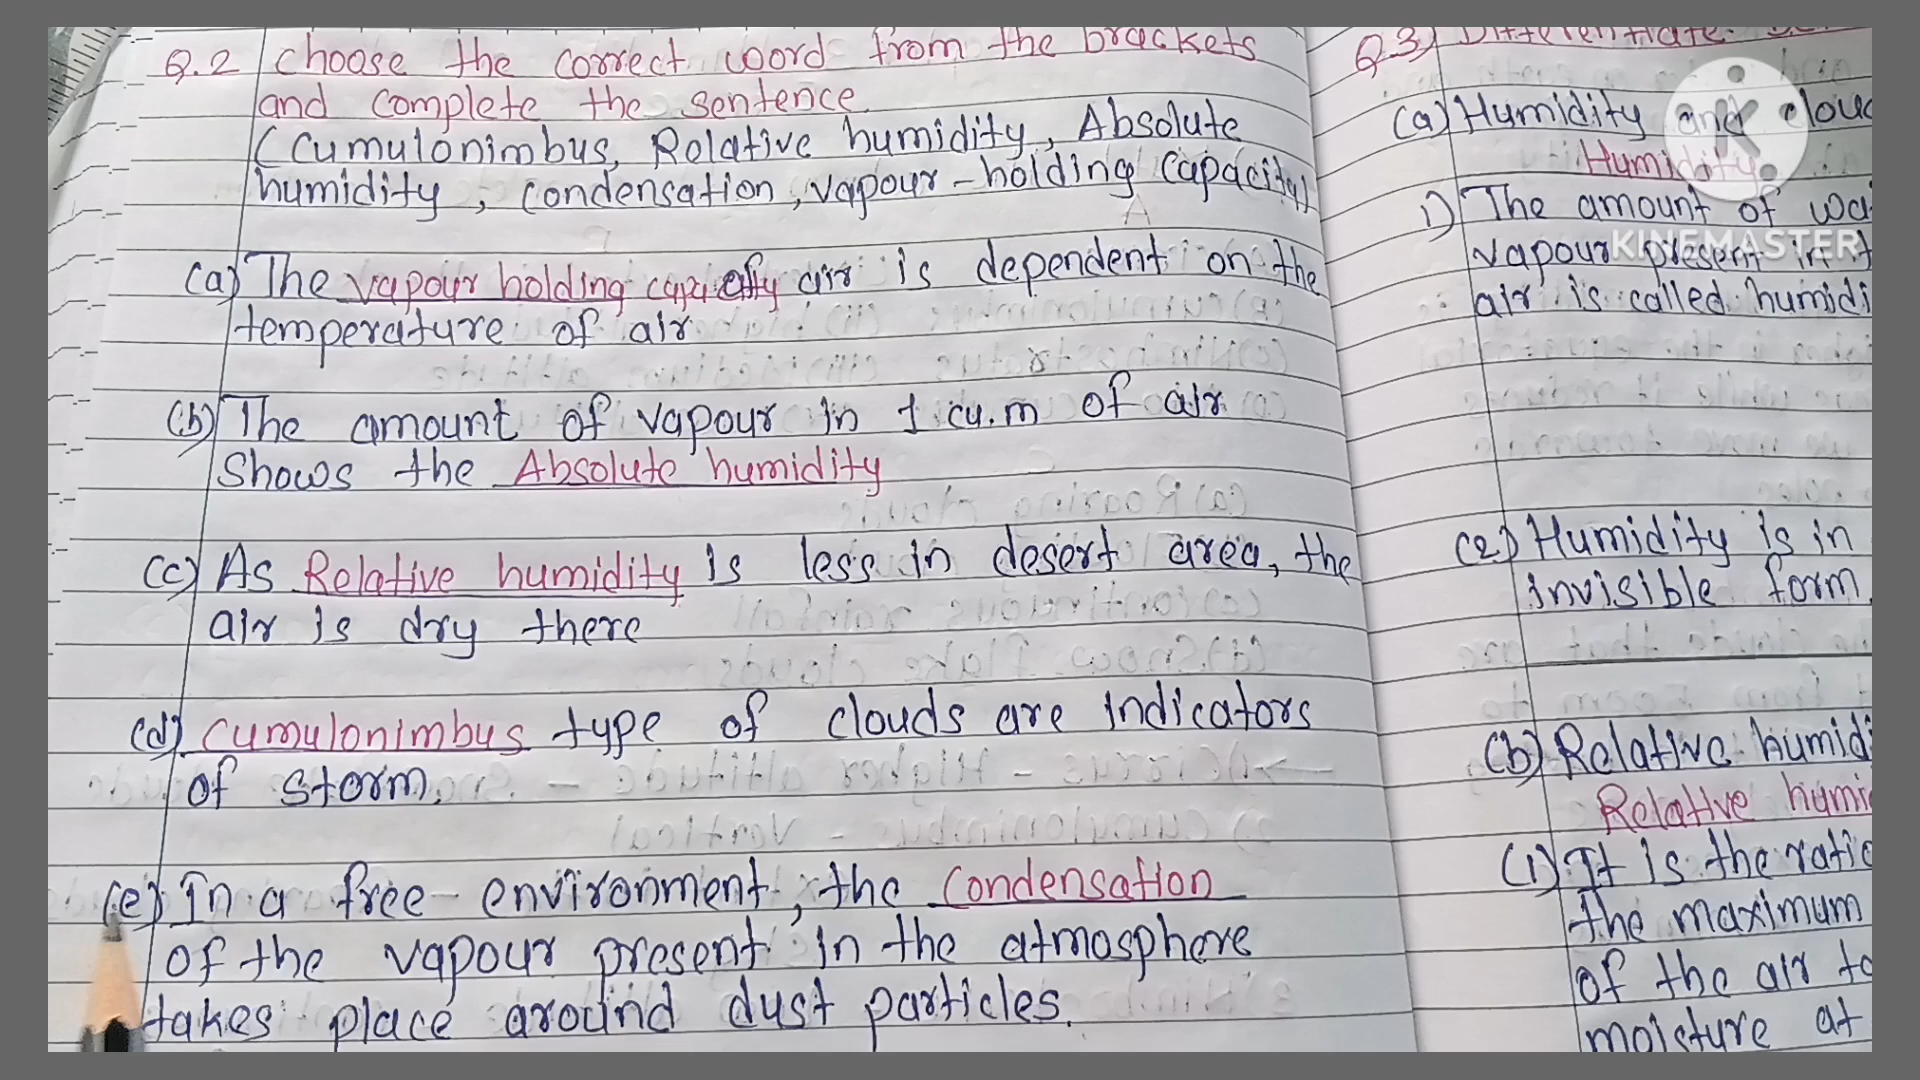 Q.2 choose the correct word from the brackets
and complete the sentence
(Cumulonimbus, Relative humidity, Absolute
humidity, condensation, vapour-holding capacity)
(a) The vapour holding capacity of air is dependent on the
temperature of air
(b) The amount of vapour in 1 cu.m of air
Shows the Absolute humidity
(c) As Relative humidity is less in desert area, the
air is dry there
(d) Cumulonimbus type of clouds are indicators
of storm.
(e) In a free environment, the Condensation
of the vapour present in the atmosphere
takes place around dust particles.
Q 3) Differentiate
(a) Humidity and clou
Humidity
1) The amount of wa
vapour present in t
air is called humidi
(2) Humidity is in
invisible form
(b) Relative humidi
Relative humi
(1) It is the ratio
the maximum
of the air to
moisture at
KINEMASTER